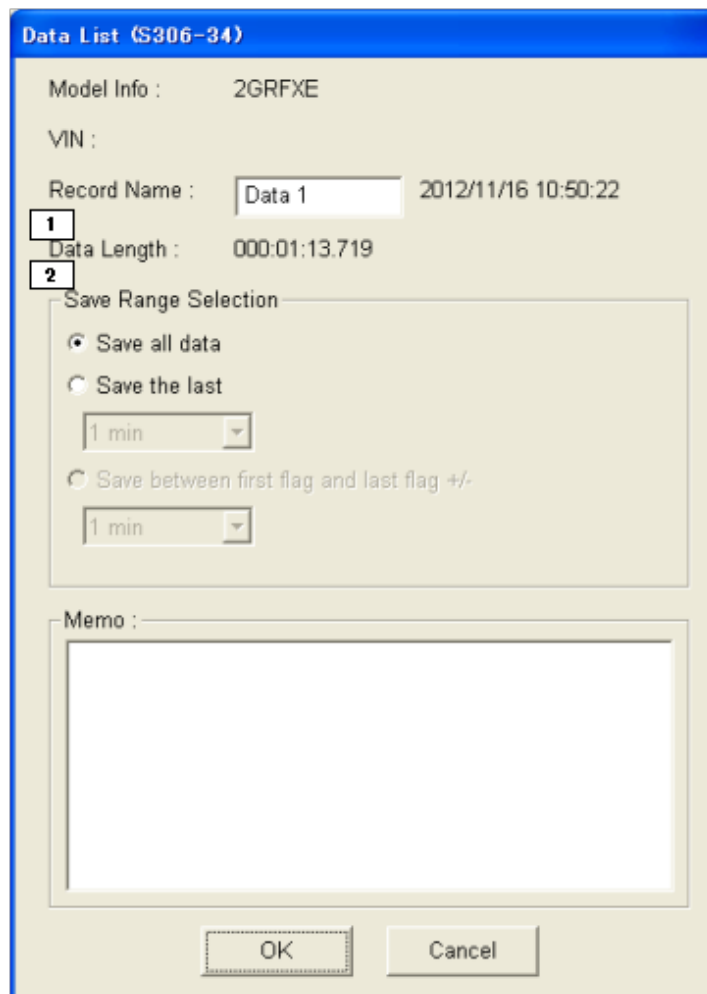 Data List (S306-34)
Model Info : 2GRFXE
VIN :
Record Name : Data 1 2012/11/16 10:50:22
1
Data Length : 000:01:13.719
2
Save Range Selection
Save all data
Save the last
1 min
Save between first flag and last flag +/-
1 min
Memo :
OK Cancel